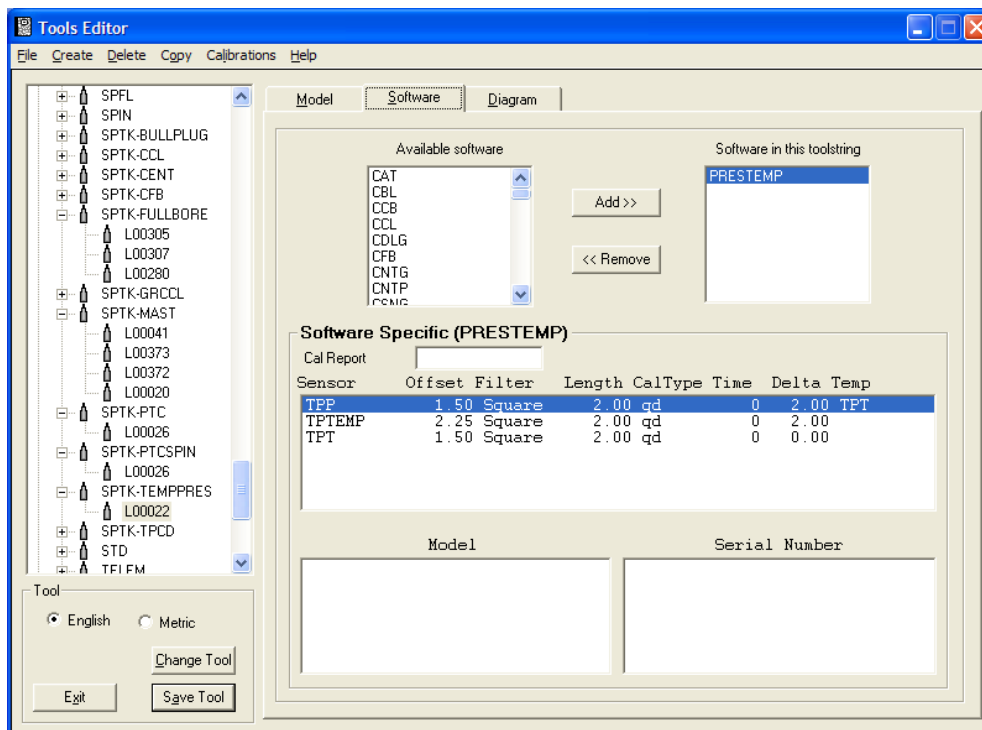 Tools Editor
File Create Delete Copy Calibrations Help
SPFL
SPIN
SPTK-BULLPLUG
SPTK-CCL
SPTK-CENT
SPTK-CFB
SPTK-FULLBORE
L00305
L00307
L00280
SPTK-GRCCL
SPTK-MAST
L00041
L00373
L00372
L00020
SPTK-PTC
L00026
SPTK-PTCSPIN
L00026
SPTK-TEMPPRES
L00022
SPTK-TPCD
STD
TELEM
Tool
English Metric
Change Tool
Exit Save Tool
Model Software Diagram
Available software
CAT
CBL
CCB
CCL
CDLG
CFB
CNTG
CNTP
CSNG
Add >>
<< Remove
Software in this toolstring
PRESTEMP
Software Specific (PRESTEMP)
Cal Report
Sensor Offset Filter Length CalType Time Delta Temp
TPP 1.50 Square 2.00 qd 0 2.00 TPT
TPTEMP 2.25 Square 2.00 qd 0 2.00
TPT 1.50 Square 2.00 qd 0 0.00
Model Serial Number